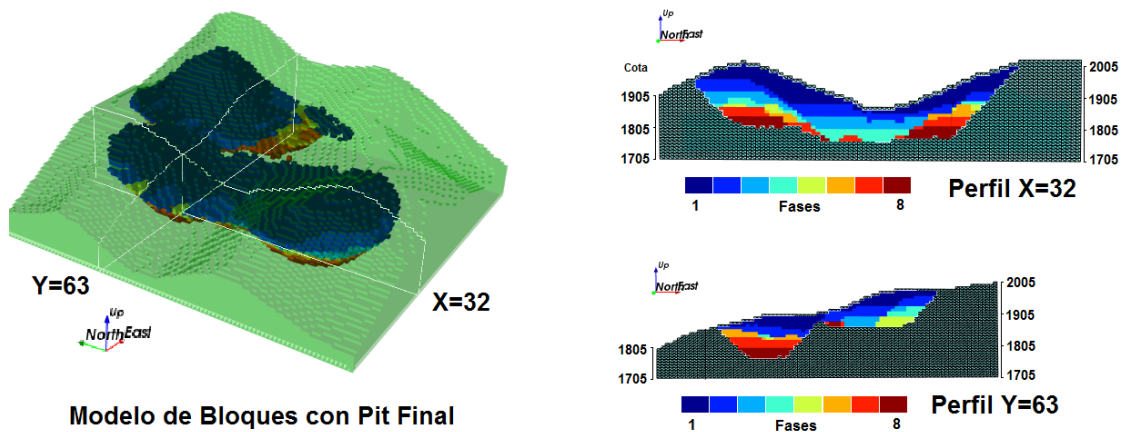 Y=63
X=32
Up
North
East
Modelo de Bloques con Pit Final
Up
North
East
Cota
2005
1905
1905
1805
1805
1705
1705
1 Fases 8
Perfil X=32
Up
North
East
2005
1905
1805
1805
1705
1705
1 Fases 8
Perfil Y=63